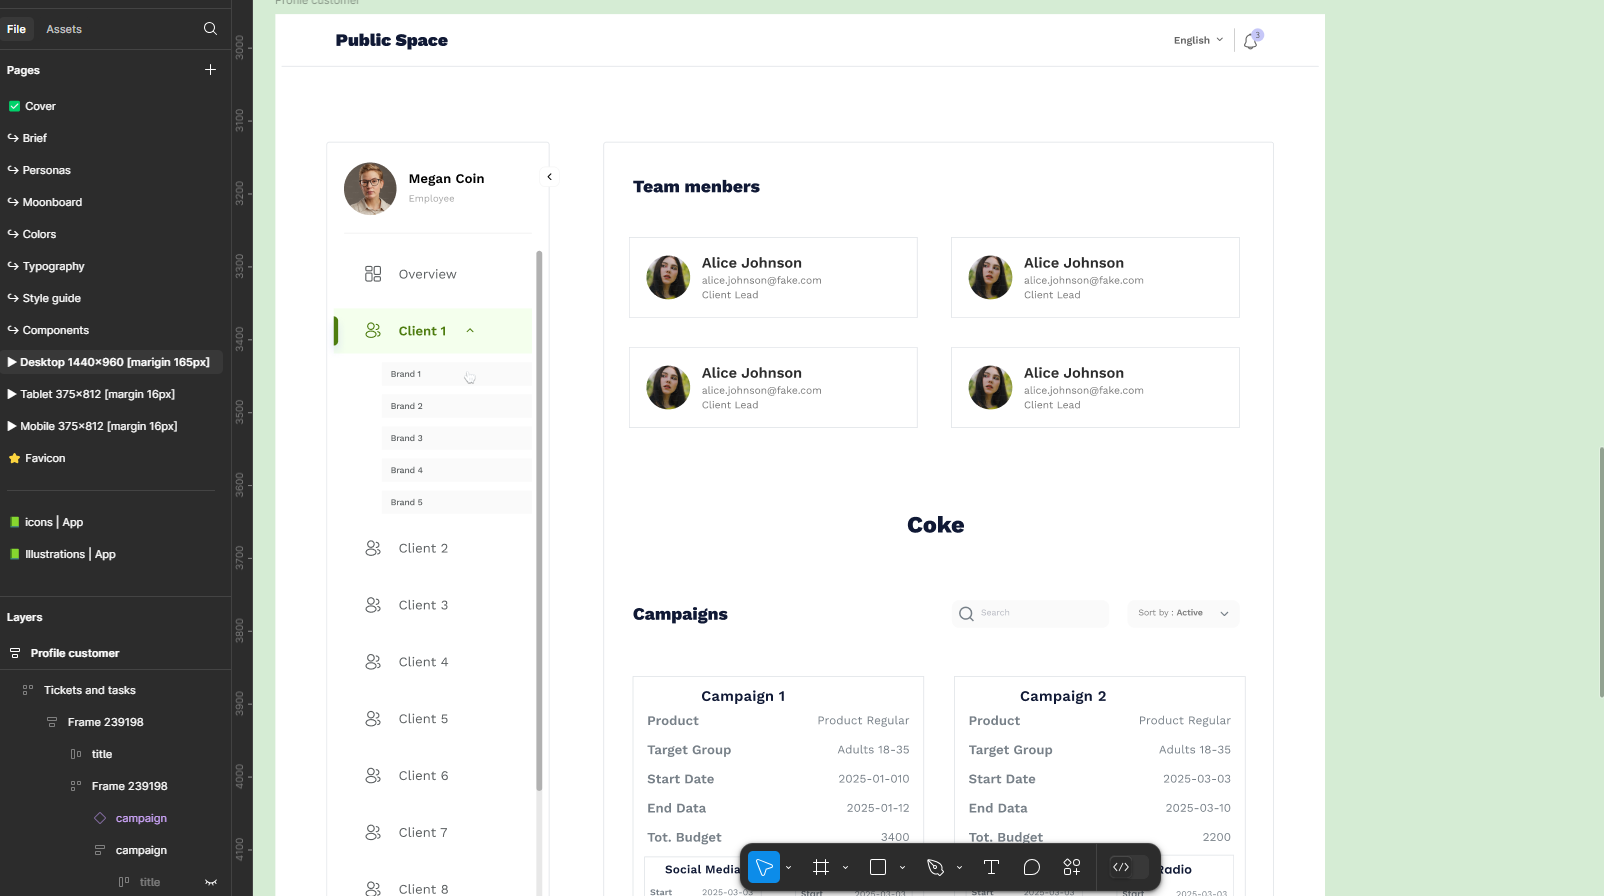 File
Assets
Pages
Cover
Brief
Personas
Moonboard
Colors
Typography
Style guide
Components
Desktop 1440×960 [marigin 165px]
Tablet 375×812 [margin 16px]
Mobile 375×812 [margin 16px]
Favicon
icons | App
Illustrations | App
Layers
Profile customer
Tickets and tasks
Frame 239198
title
Frame 239198
campaign
campaign
title
3000
3100
3200
3300
3400
3500
3600
3700
3800
3900
4000
4100
Profile customer
Public Space
English
3
Megan Coin
Employee
Overview
Client 1
Brand 1
Brand 2
Brand 3
Brand 4
Brand 5
Client 2
Client 3
Client 4
Client 5
Client 6
Client 7
Client 8
Team menbers
Alice Johnson
alice.johnson@fake.com
Client Lead
Alice Johnson
alice.johnson@fake.com
Client Lead
Alice Johnson
alice.johnson@fake.com
Client Lead
Alice Johnson
alice.johnson@fake.com
Client Lead
Coke
Campaigns
Search
Sort by : Active
Campaign 1
Product Product Regular
Target Group Adults 18-35
Start Date 2025-01-010
End Data 2025-01-12
Tot. Budget 3400
Social Media
Start 2025-03-03
Campaign 2
Product Product Regular
Target Group Adults 18-35
Start Date 2025-03-03
End Data 2025-03-10
Tot. Budget 2200